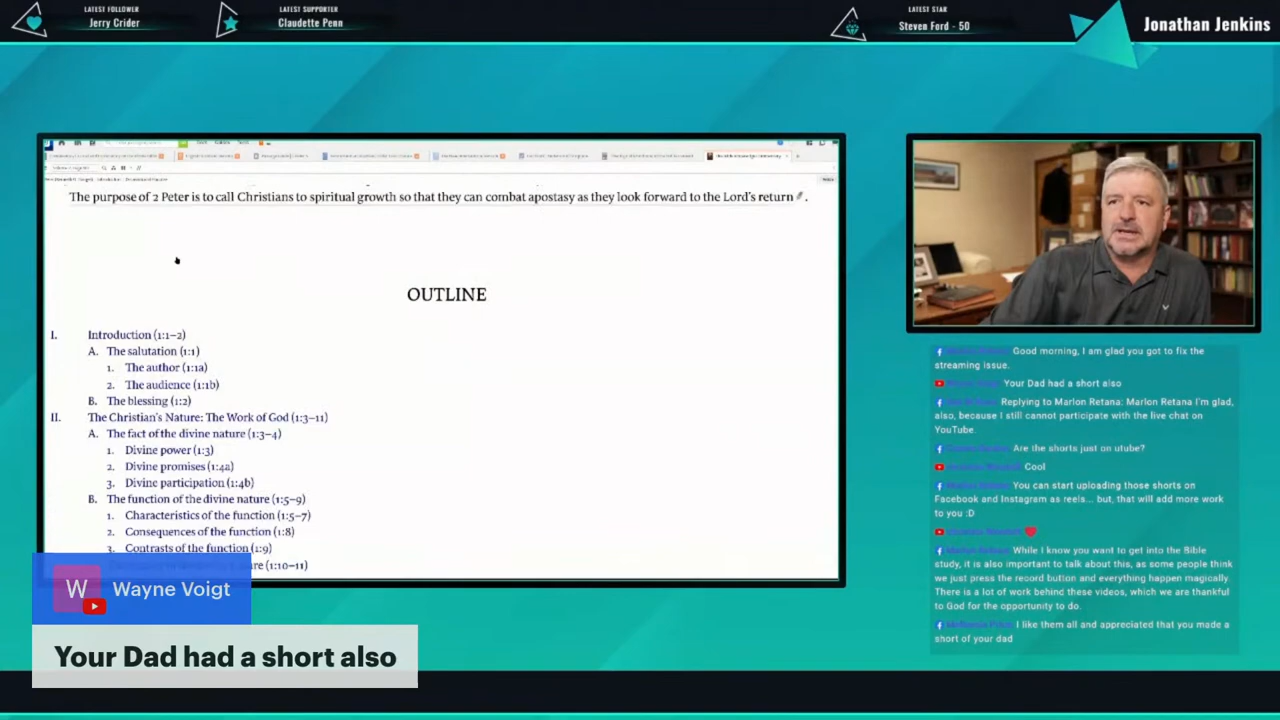 LATEST FOLLOWER
Jerry Crider
LATEST SUPPORTER
Claudette Penn
LATEST STAR
Steven Ford - 50
Jonathan Jenkins
The purpose of 2 Peter is to call Christians to spiritual growth so that they can combat apostasy as they look forward to the Lord's return
OUTLINE
I. Introduction (1:1–2)
A. The salutation (1:1)
1. The author (1:1a)
2. The audience (1:1b)
B. The blessing (1:2)
II. The Christian's Nature: The Work of God (1:3–11)
A. The fact of the divine nature (1:3–4)
1. Divine power (1:3)
2. Divine promises (1:4a)
3. Divine participation (1:4b)
B. The function of the divine nature (1:5–9)
1. Characteristics of the function (1:5–7)
2. Consequences of the function (1:8)
3. Contrasts of the function (1:9)
(1:10–11)
W Wayne Voigt
Your Dad had a short also
Good morning, I am glad you got to fix the
streaming issue.
Your Dad had a short also
Replying to Marlon Retana: Marlon Retana I'm glad,
also, because I still cannot participate with the live chat on
YouTube.
Are the shorts just on utube?
Cool
You can start uploading those shorts on
Facebook and Instagram as reels... but, that will add more work
to you :D
While I know you want to get into the Bible
study, it is also important to talk about this, as some people think
we just press the record button and everything happen magically.
There is a lot of work behind these videos, which we are thankful
to God for the opportunity to do.
I like them all and appreciated that you made a
short of your dad